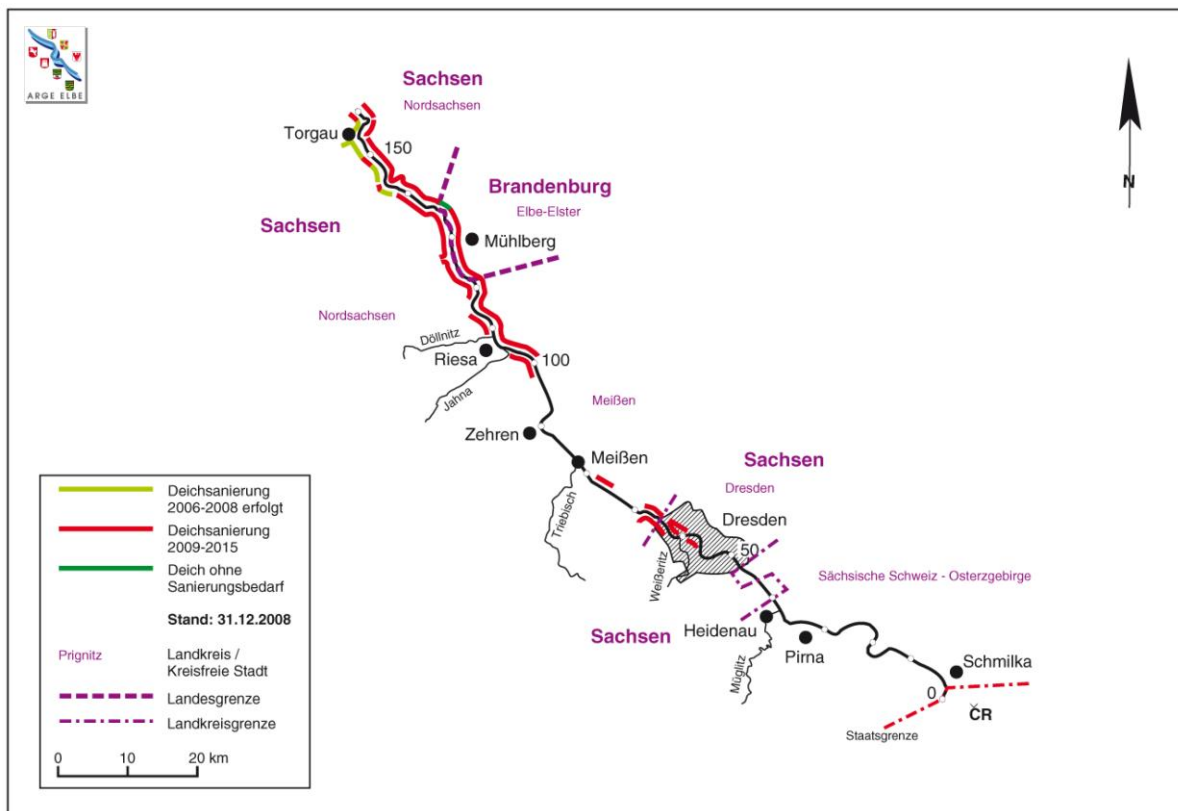 ARGE ELBE
Sachsen
Nordsachsen
Torgau
150
Brandenburg
Elbe-Elster
Sachsen
Mühlberg
N
Nordsachsen
Döllnitz
Riesa
100
Jahna
Meißen
Zehren
Meißen
Sachsen
Dresden
Triebisch
Dresden
50
Weißeritz
Sächsische Schweiz - Osterzgebirge
Sachsen
Heidenau
Pirna
Müglitz
Schmilka
0
ČR
Staatsgrenze
Deichsanierung
2006-2008 erfolgt
Deichsanierung
2009-2015
Deich ohne
Sanierungsbedarf
Stand: 31.12.2008
Prignitz
Landkreis /
Kreisfreie Stadt
Landesgrenze
Landkreisgrenze
0 10 20 km